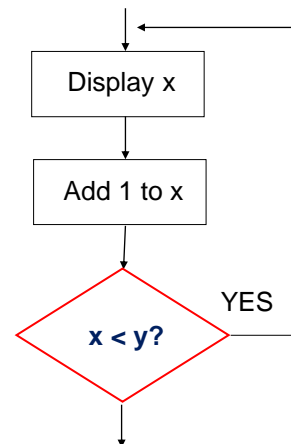 Display x
Add 1 to x
YES
x < y?